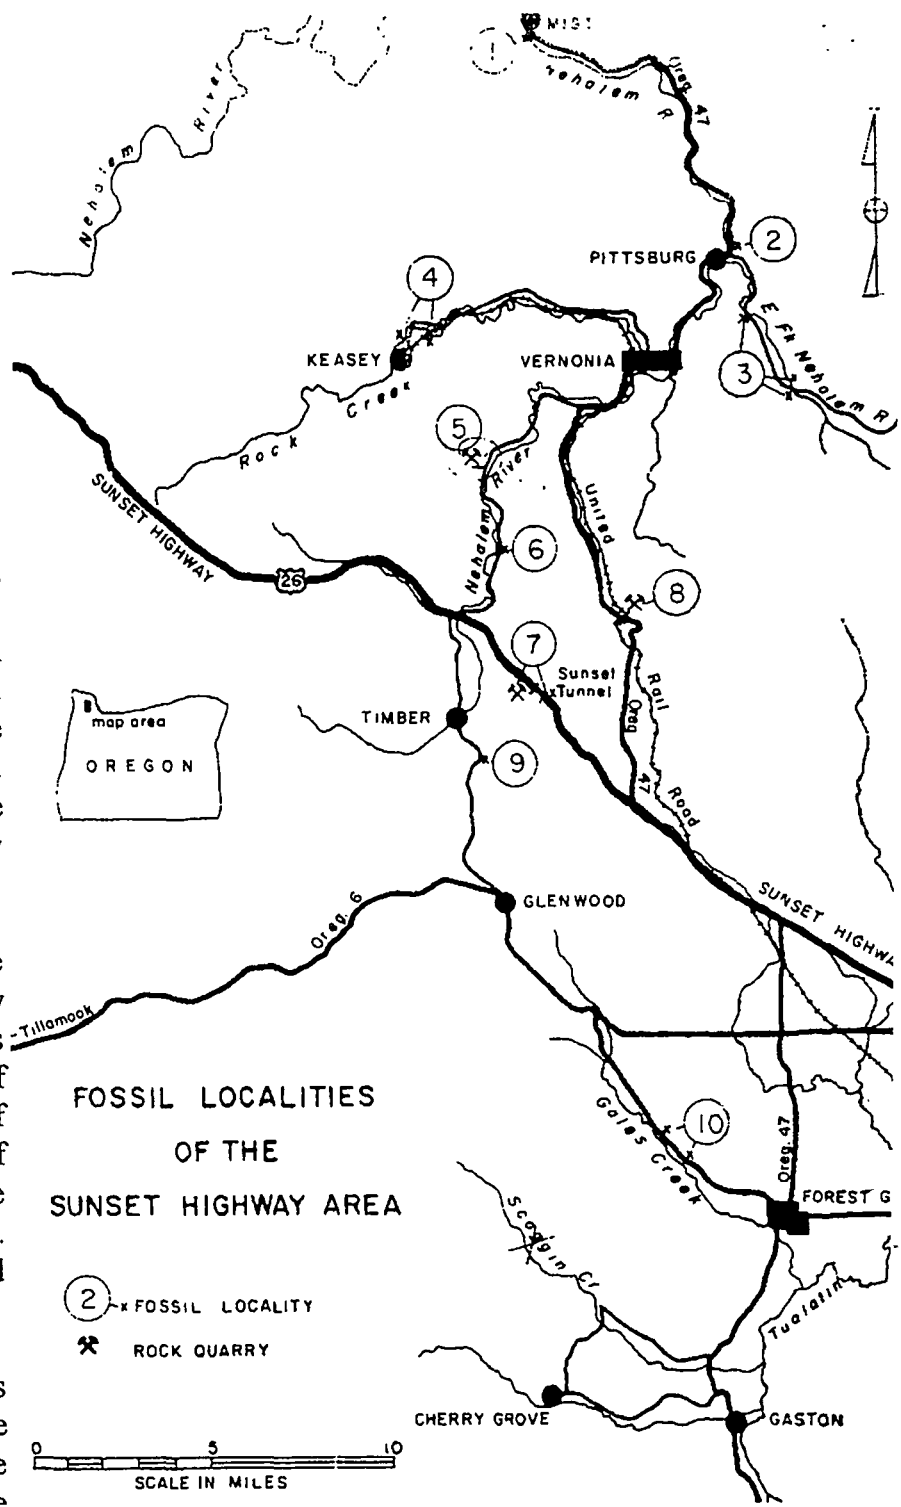 MIST
1
Nehalem R
Oreg. 47
Nehalem River
2
PITTSBURG
4
E Fk Nehalem R
KEASEY
VERNONIA
3
Rock Creek
5
Nehalem River
SUNSET HIGHWAY
26
United
6
8
7
Sunset
Tunnel
Rail
Oreg
47
Road
map area
OREGON
TIMBER
9
SUNSET HIGHWA
GLENWOOD
Oreg. 6
-Tillamook
FOSSIL LOCALITIES
OF THE
SUNSET HIGHWAY AREA
10
Gales Creek
Oreg. 47
FOREST G
Scoggin Cr
Tualatin
2 -x FOSSIL LOCALITY
ROCK QUARRY
CHERRY GROVE
GASTON
0 5 10
SCALE IN MILES